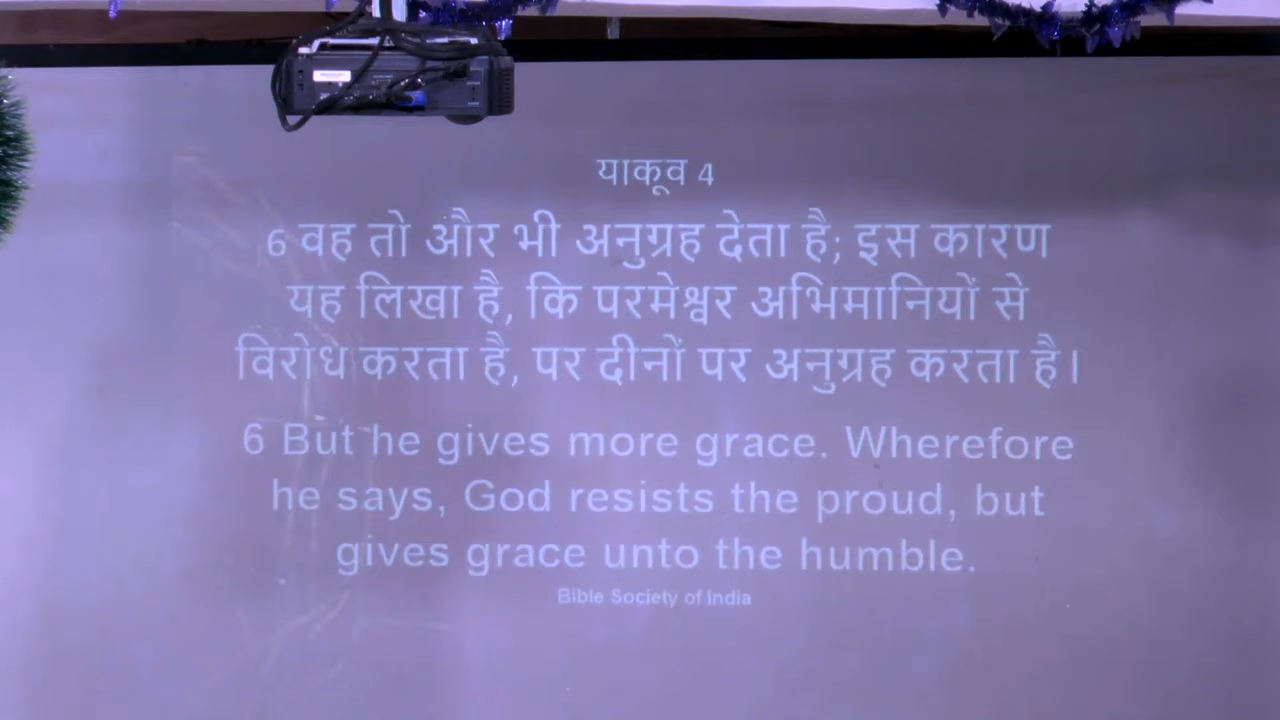 याकूव 4
6 वह तो और भी अनुग्रह देता है; इस कारण
यह लिखा है, कि परमेश्वर अभिमानियों से
विरोध करता है, पर दीनों पर अनुग्रह करता है।
6 But he gives more grace. Wherefore
he says, God resists the proud, but
gives grace unto the humble.
Bible Society of India